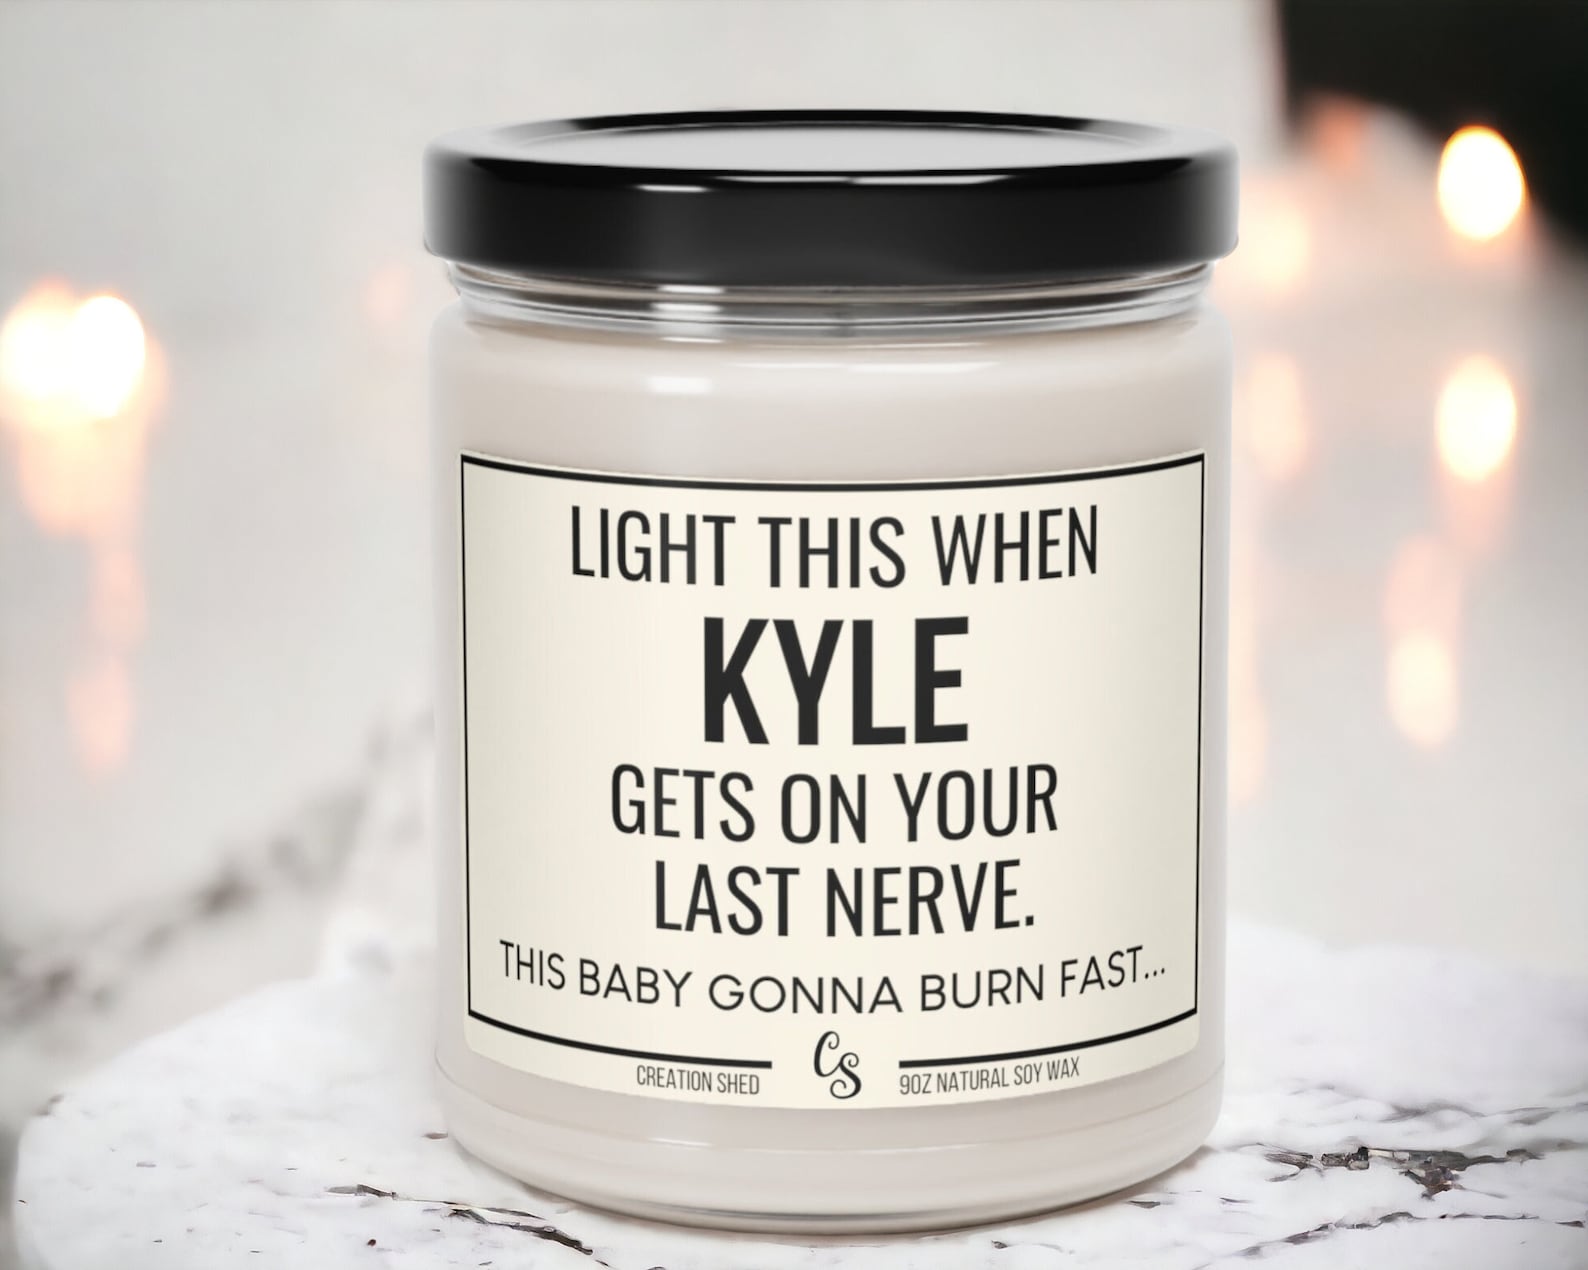 LIGHT THIS WHEN
KYLE
GETS ON YOUR
LAST NERVE.
THIS BABY GONNA BURN FAST...
CS
CREATION SHED
9OZ NATURAL SOY WAX